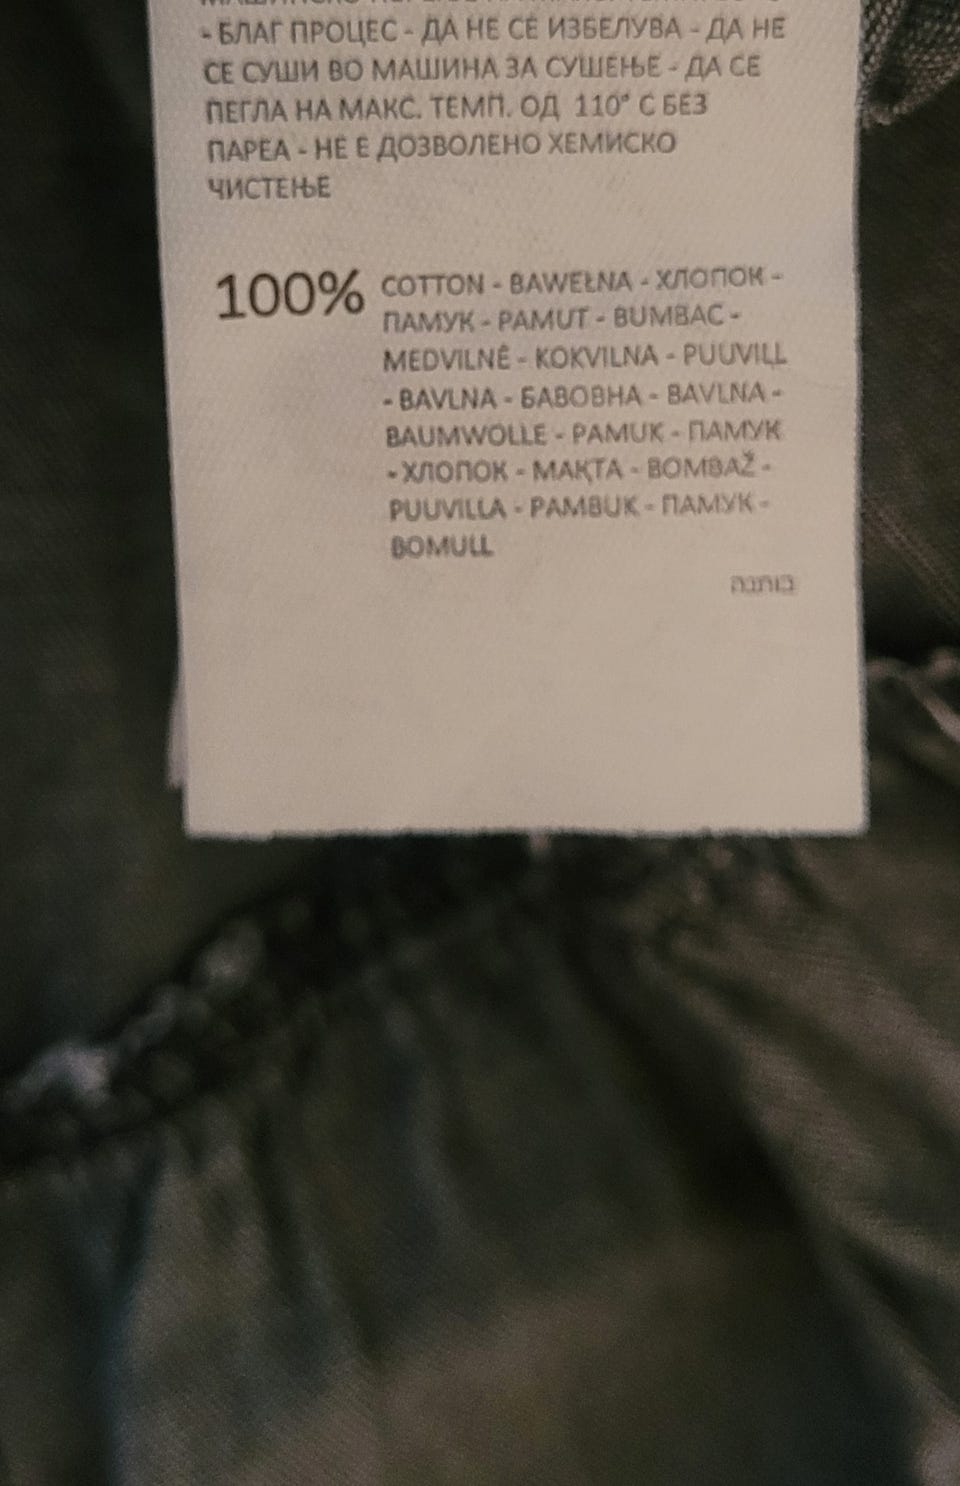 - БЛАГ ПРОЦЕС - ДА НЕ СЕ ИЗБЕЛУВА - ДА НЕ
СЕ СУШИ ВО МАШИНА ЗА СУШЕЊЕ - ДА СЕ
ПЕГЛА НА МАКС. ТЕМП. ОД 110° С БЕЗ
ПАРЕА - НЕ Е ДОЗВОЛЕНО ХЕМИСКО
ЧИСТЕЊЕ
100% COTTON - BAWEŁNA - ХЛОПОК -
ПАМУК - PAMUT - BUMBAC -
MEDVILNĖ - KOKVILNA - PUUVILL
- BAVLNA - БАВОВНА - BAVLNA -
BAUMWOLLE - PAMUK - ПАМУК
- ХЛОПОК - МАҚТА - BOMBAŽ -
PUUVILLA - PAMBUK - ПАМУК -
BOMULL
כותנה